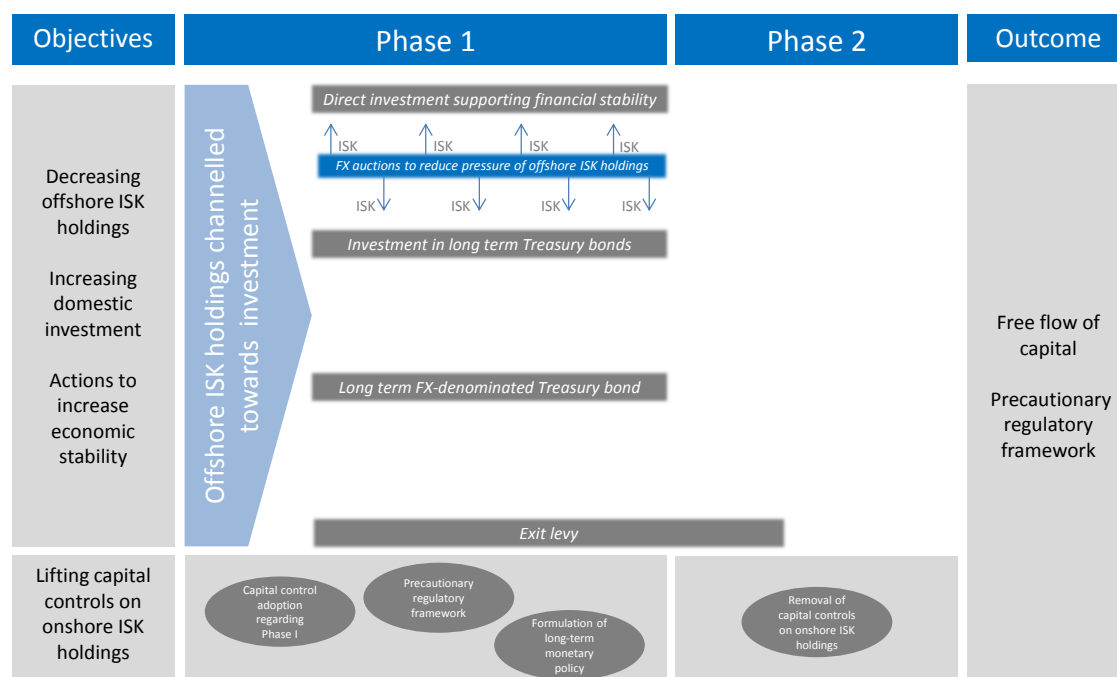 Objectives
Phase 1
Phase 2
Outcome
Decreasing
offshore ISK
holdings
Increasing
domestic
investment
Actions to
increase
economic
stability
Offshore ISK holdings channelled
towards investment
Direct investment supporting financial stability
ISK
ISK
ISK
ISK
FX auctions to reduce pressure of offshore ISK holdings
ISK
ISK
ISK
ISK
Investment in long term Treasury bonds
Long term FX-denominated Treasury bond
Exit levy
Free flow of
capital
Precautionary
regulatory
framework
Lifting capital
controls on
onshore ISK
holdings
Capital control
adoption
regarding
Phase I
Precautionary
regulatory
framework
Formulation of
long-term
monetary
policy
Removal of
capital controls
on onshore ISK
holdings